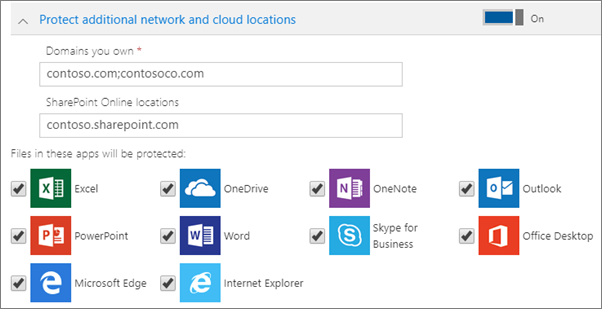 Protect additional network and cloud locations
On
Domains you own *
contoso.com;contosoco.com
SharePoint Online locations
contoso.sharepoint.com
Files in these apps will be protected:
Excel
OneDrive
OneNote
Outlook
PowerPoint
Word
Skype for
Business
Office Desktop
Microsoft Edge
Internet Explorer